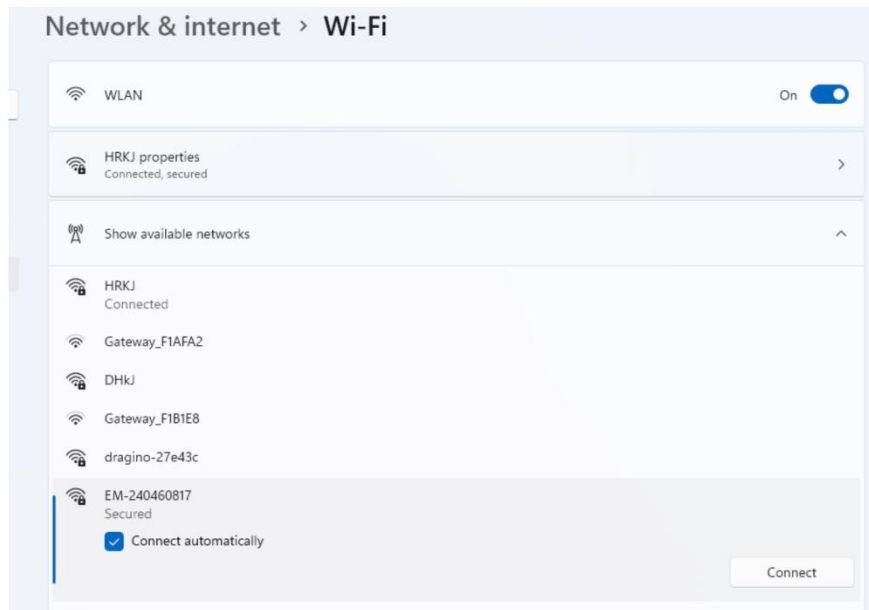 Network & internet > Wi-Fi
WLAN
On
HRKJ properties
Connected, secured
Show available networks
HRKJ
Connected
Gateway_F1AFA2
DHkJ
Gateway_F1B1E8
dragino-27e43c
EM-240460817
Secured
Connect automatically
Connect